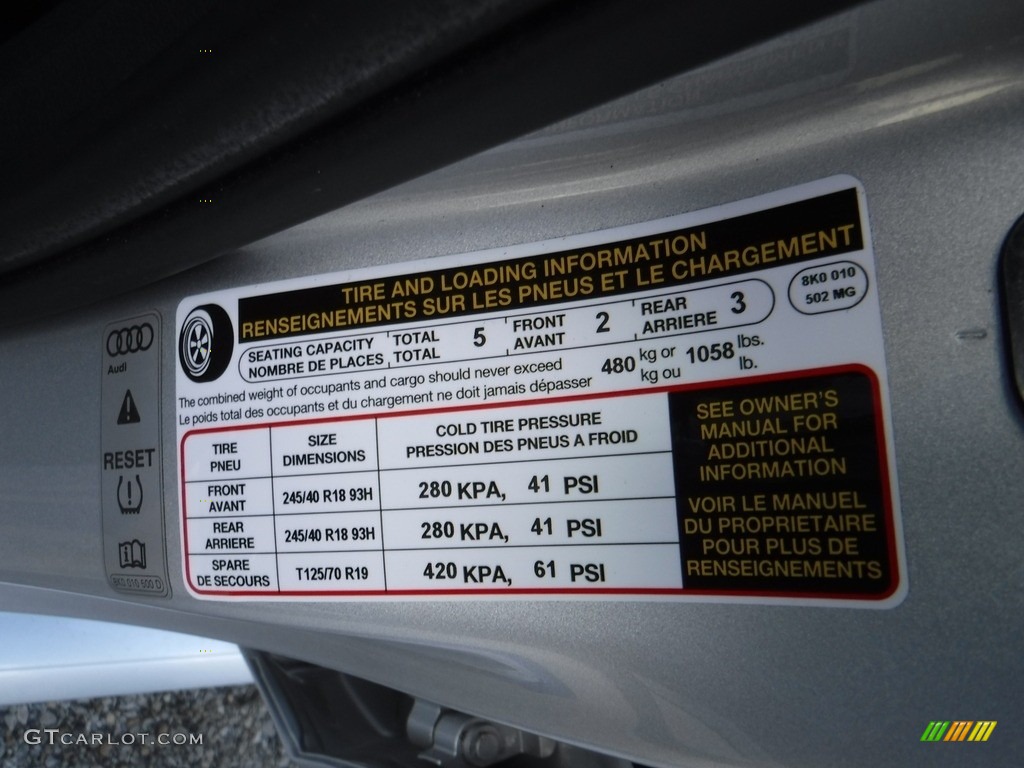 TIRE AND LOADING INFORMATION
RENSEIGNEMENTS SUR LES PNEUS ET LE CHARGEMENT
8K0 010
502 MG
SEATING CAPACITY TOTAL 5 FRONT 2 REAR 3
NOMBRE DE PLACES TOTAL AVANT ARRIERE
The combined weight of occupants and cargo should never exceed 480 kg or 1058 lbs.
Le poids total des occupants et du chargement ne doit jamais dépasser kg ou lb.
TIRE SIZE COLD TIRE PRESSURE
PNEU DIMENSIONS PRESSION DES PNEUS A FROID
FRONT
AVANT 245/40 R18 93H 280 KPA, 41 PSI
REAR
ARRIERE 245/40 R18 93H 280 KPA, 41 PSI
SPARE
DE SECOURS T125/70 R19 420 KPA, 61 PSI
SEE OWNER'S
MANUAL FOR
ADDITIONAL
INFORMATION
VOIR LE MANUEL
DU PROPRIETAIRE
POUR PLUS DE
RENSEIGNEMENTS
Audi
RESET
8K0 010 500 D
GTCARLOT.COM